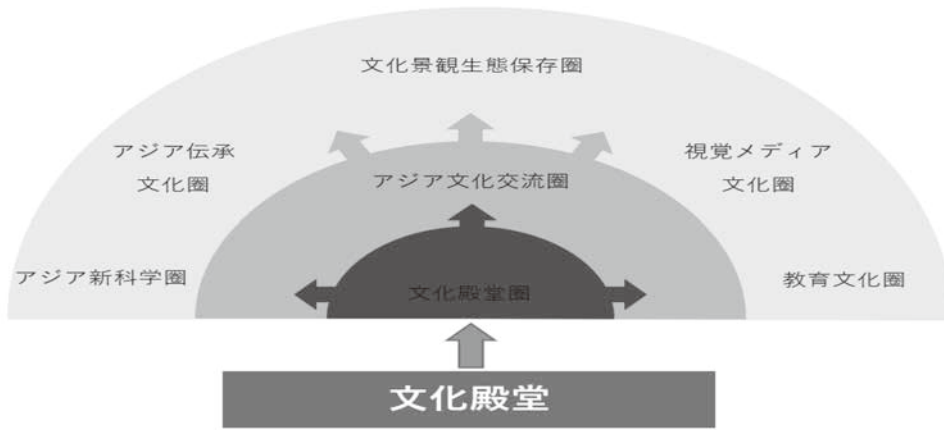 文化景観生態保存圏
アジア伝承
文化圏
視覚メディア
文化圏
アジア文化交流圏
アジア新科学圏
文化殿堂圏
教育文化圏
文化殿堂